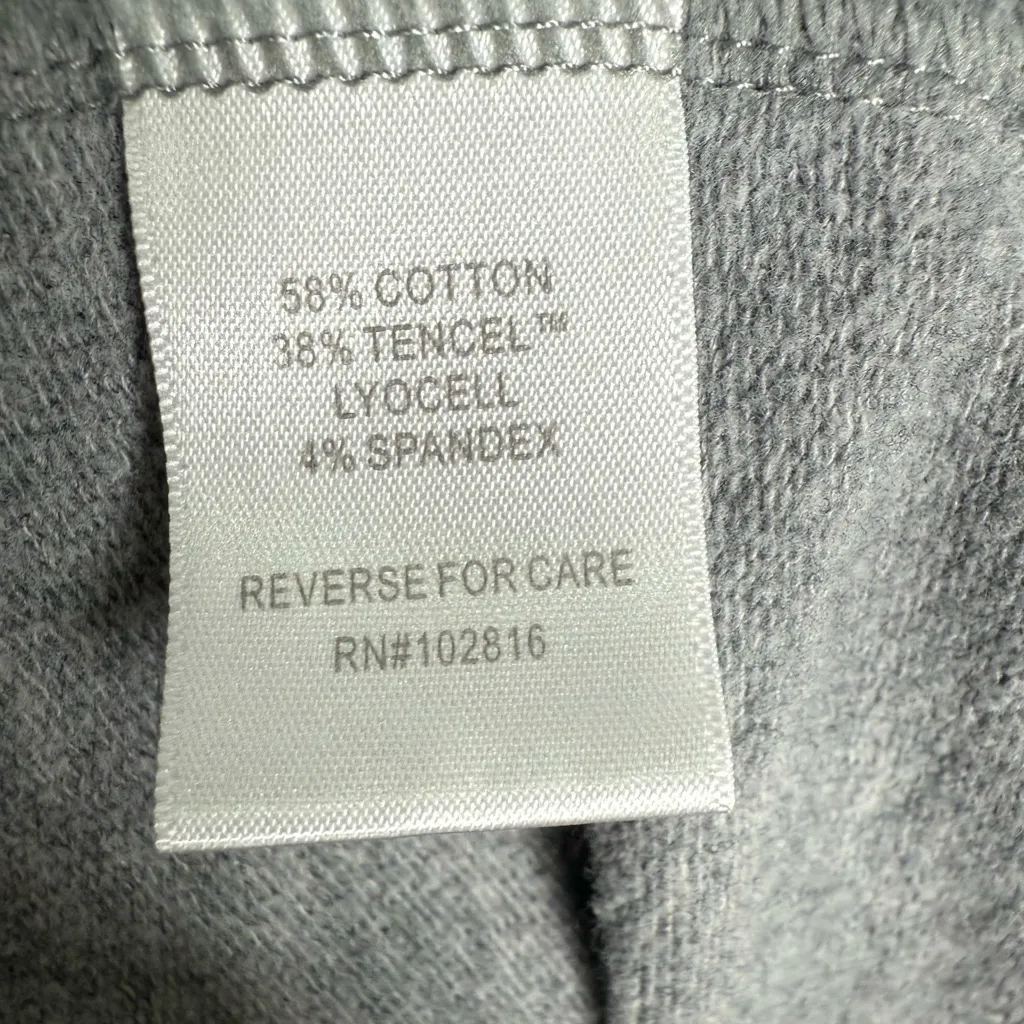 58% COTTON
38% TENCEL™
LYOCELL
4% SPANDEX
REVERSE FOR CARE
RN#102816